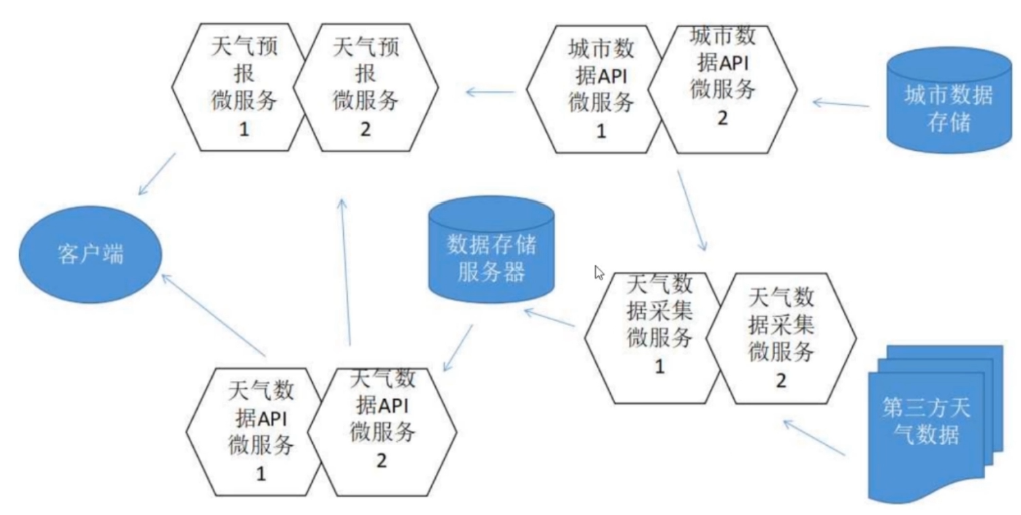 天气预
报
微服务
1
天气预
报
微服务
2
城市数
据API
微服务
1
城市数
据API
微服务
2
城市数据
存储
客户端
数据存储
服务器
天气数
据采集
微服务
1
天气数
据采集
微服务
2
天气数
据API
微服务
1
天气数
据API
微服务
2
第三方天
气数据